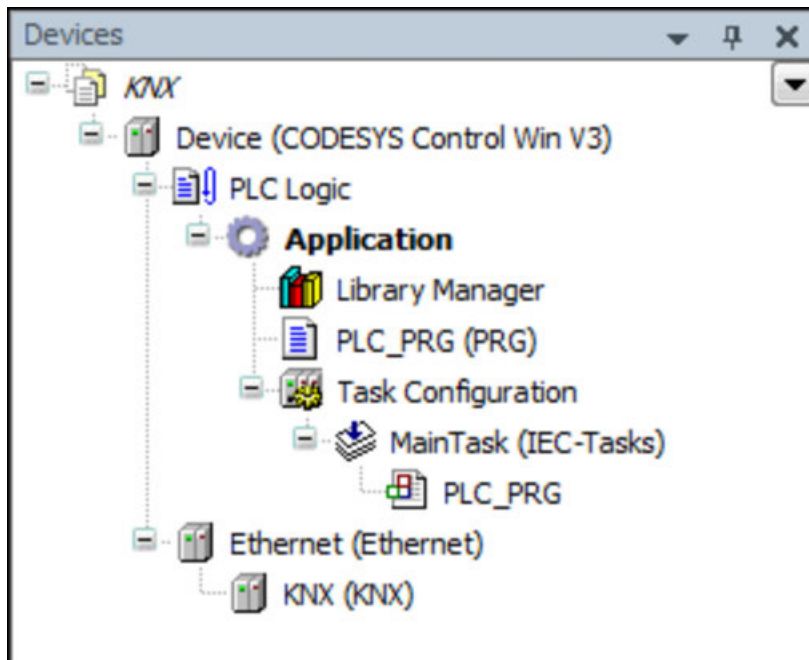 Devices
KNX
Device (CODESYS Control Win V3)
PLC Logic
Application
Library Manager
PLC_PRG (PRG)
Task Configuration
MainTask (IEC-Tasks)
PLC_PRG
Ethernet (Ethernet)
KNX (KNX)